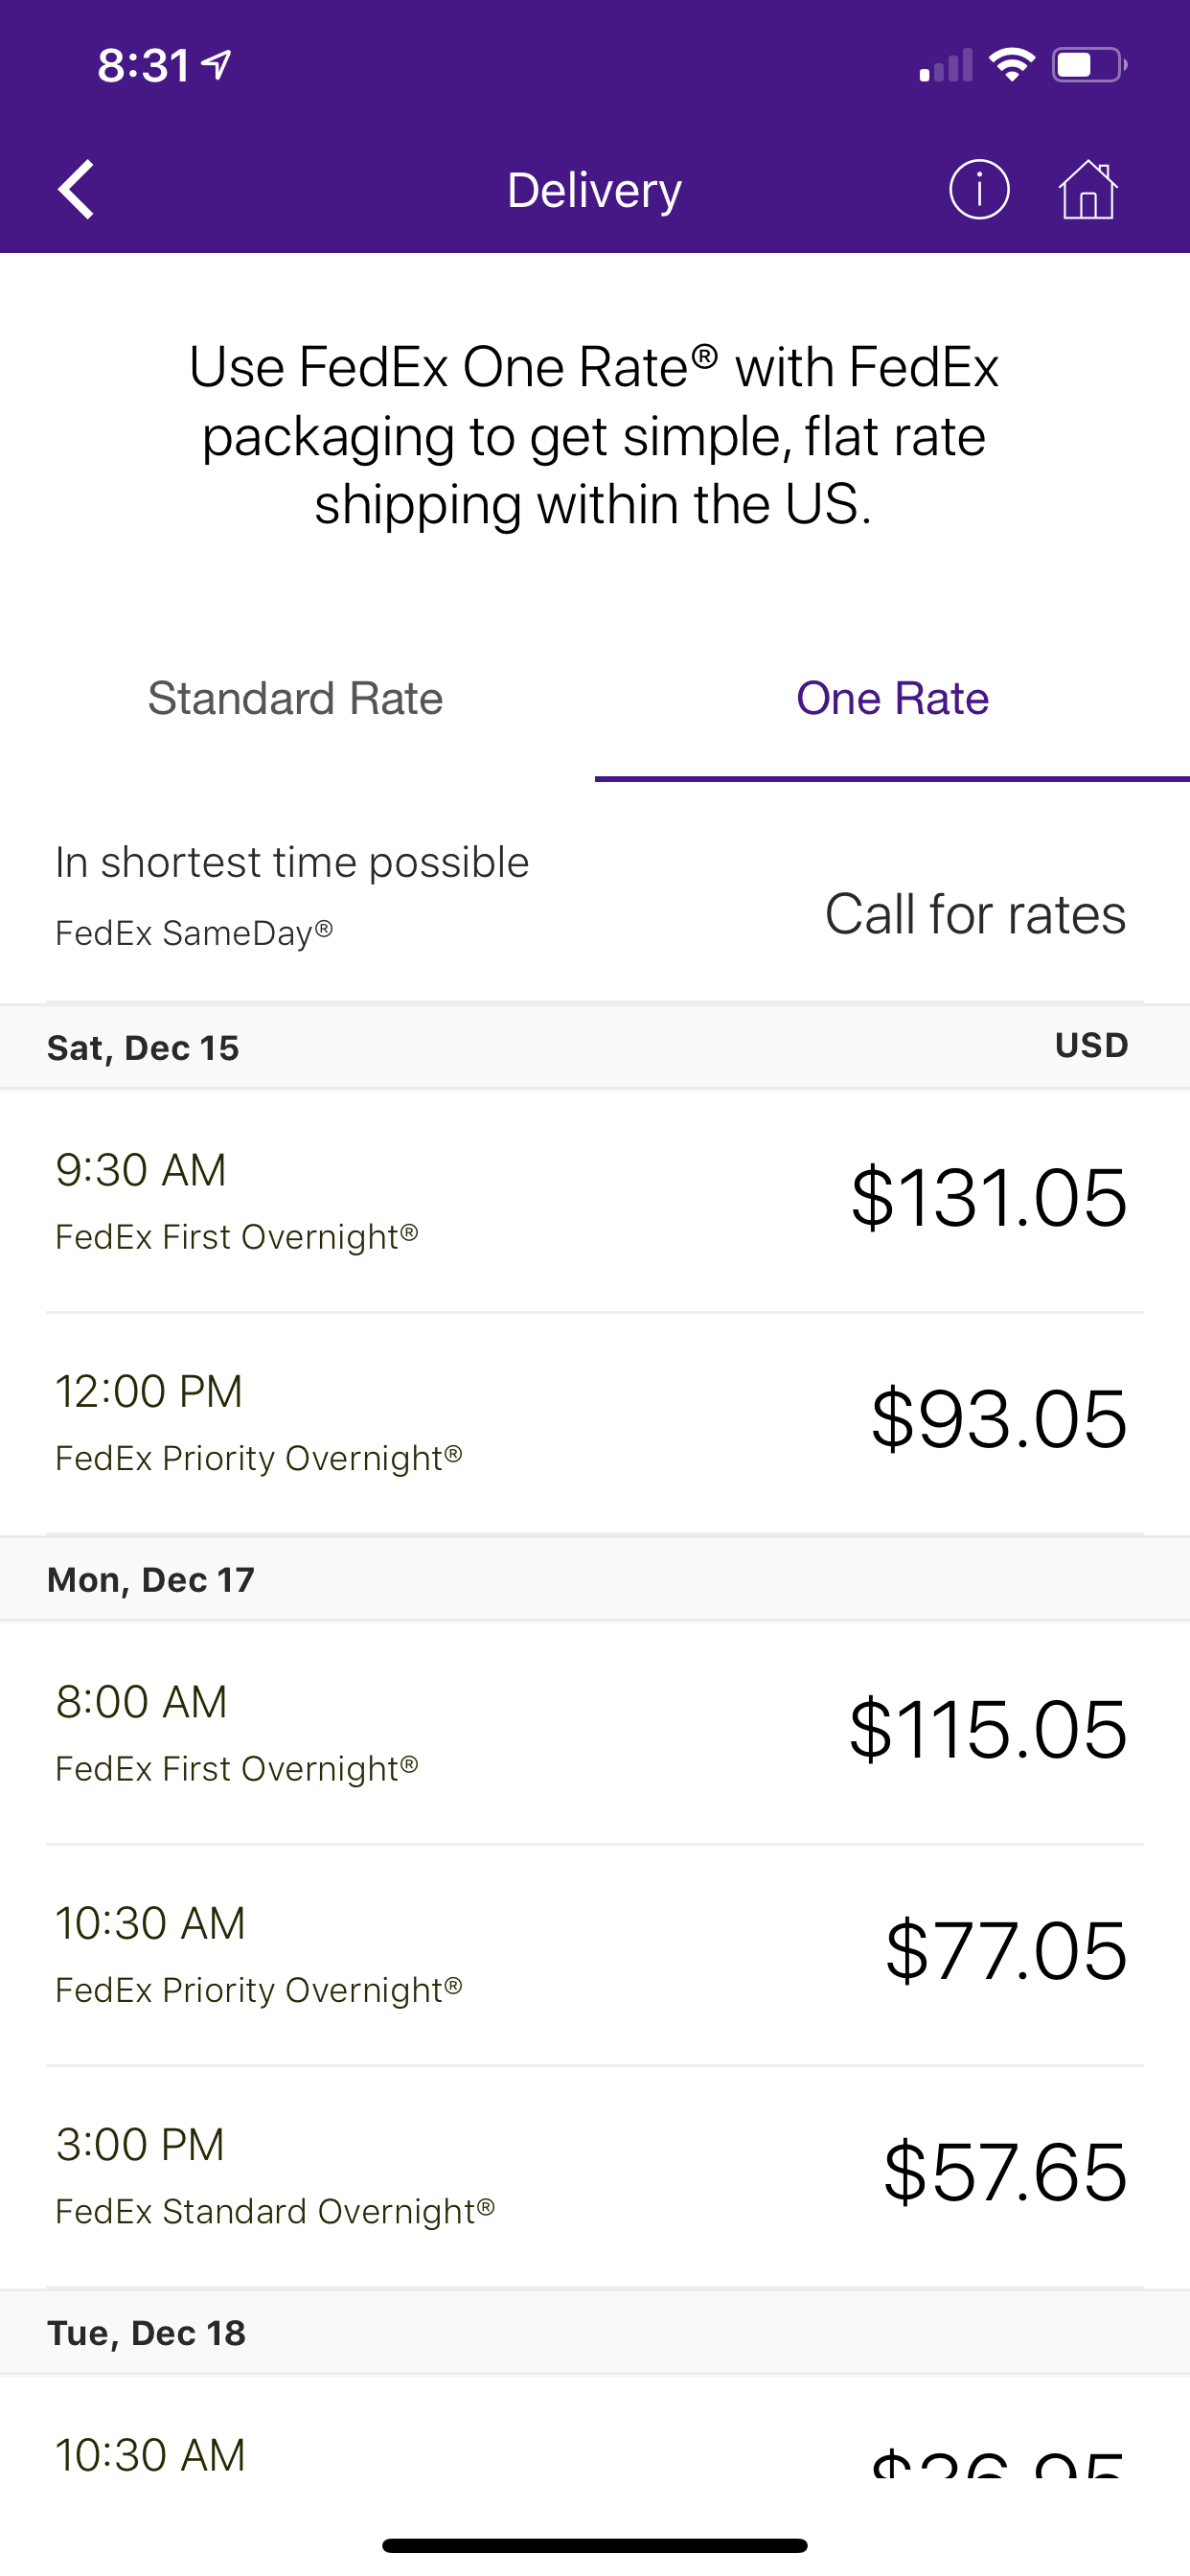 8:31
Delivery
Use FedEx One Rate® with FedEx
packaging to get simple, flat rate
shipping within the US.
Standard Rate
One Rate
In shortest time possible
FedEx SameDay®
Call for rates
Sat, Dec 15
USD
9:30 AM
FedEx First Overnight®
$131.05
12:00 PM
FedEx Priority Overnight®
$93.05
Mon, Dec 17
8:00 AM
FedEx First Overnight®
$115.05
10:30 AM
FedEx Priority Overnight®
$77.05
3:00 PM
FedEx Standard Overnight®
$57.65
Tue, Dec 18
10:30 AM